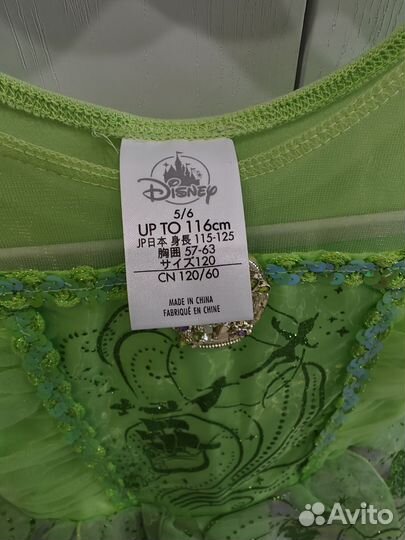 Disney
5/6
UP TO 116cm
JP日本 身長 115-125
胸囲 57-63
サイズ120
CN 120/60
MADE IN CHINA
FABRIQUÉ EN CHINE
Avito